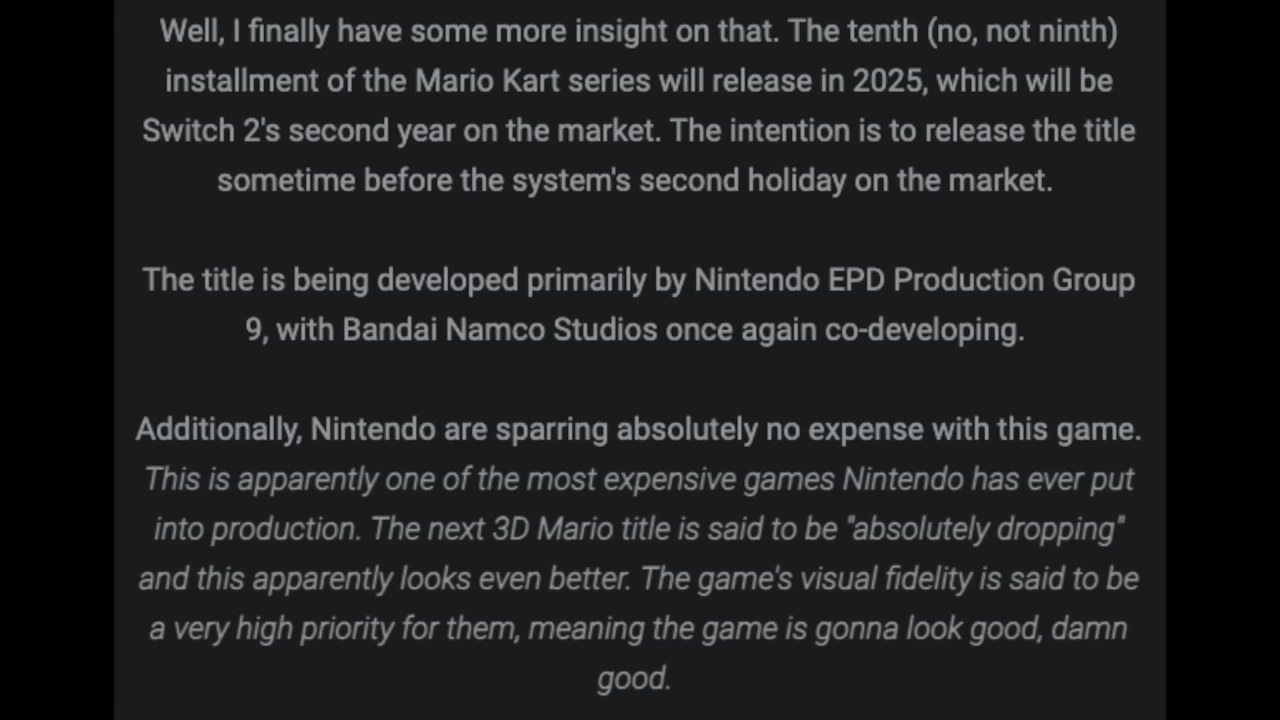 Well, I finally have some more insight on that. The tenth (no, not ninth)
installment of the Mario Kart series will release in 2025, which will be
Switch 2's second year on the market. The intention is to release the title
sometime before the system's second holiday on the market.
The title is being developed primarily by Nintendo EPD Production Group
9, with Bandai Namco Studios once again co-developing.
Additionally, Nintendo are sparring absolutely no expense with this game.
This is apparently one of the most expensive games Nintendo has ever put
into production. The next 3D Mario title is said to be "absolutely dropping"
and this apparently looks even better. The game's visual fidelity is said to be
a very high priority for them, meaning the game is gonna look good, damn
good.